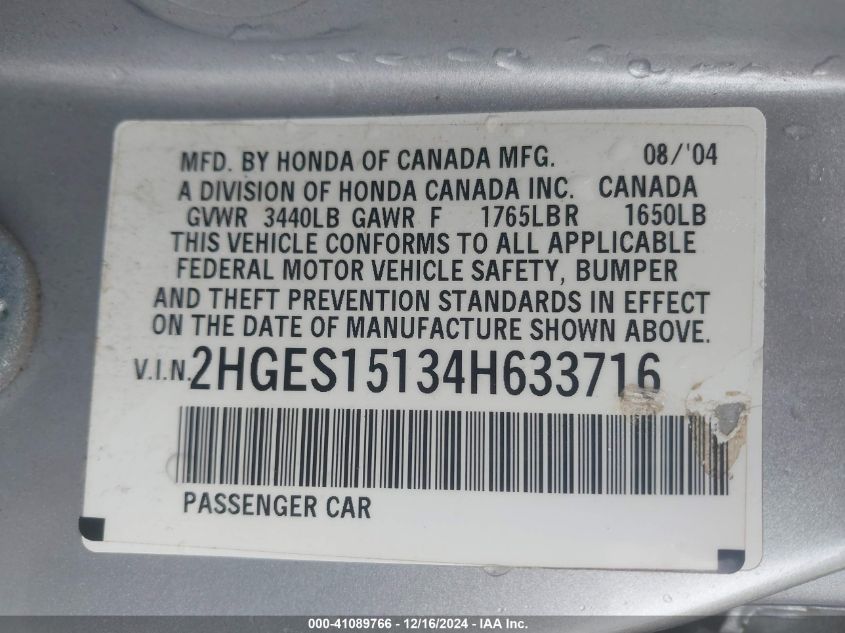 MFD. BY HONDA OF CANADA MFG. 08/'04
A DIVISION OF HONDA CANADA INC. CANADA
GVWR 3440LB GAWR F 1765LB R 1650LB
THIS VEHICLE CONFORMS TO ALL APPLICABLE
FEDERAL MOTOR VEHICLE SAFETY, BUMPER
AND THEFT PREVENTION STANDARDS IN EFFECT
ON THE DATE OF MANUFACTURE SHOWN ABOVE.
V.I.N. 2HGES15134H633716
PASSENGER CAR
000-41089766 - 12/16/2024 - IAA Inc.